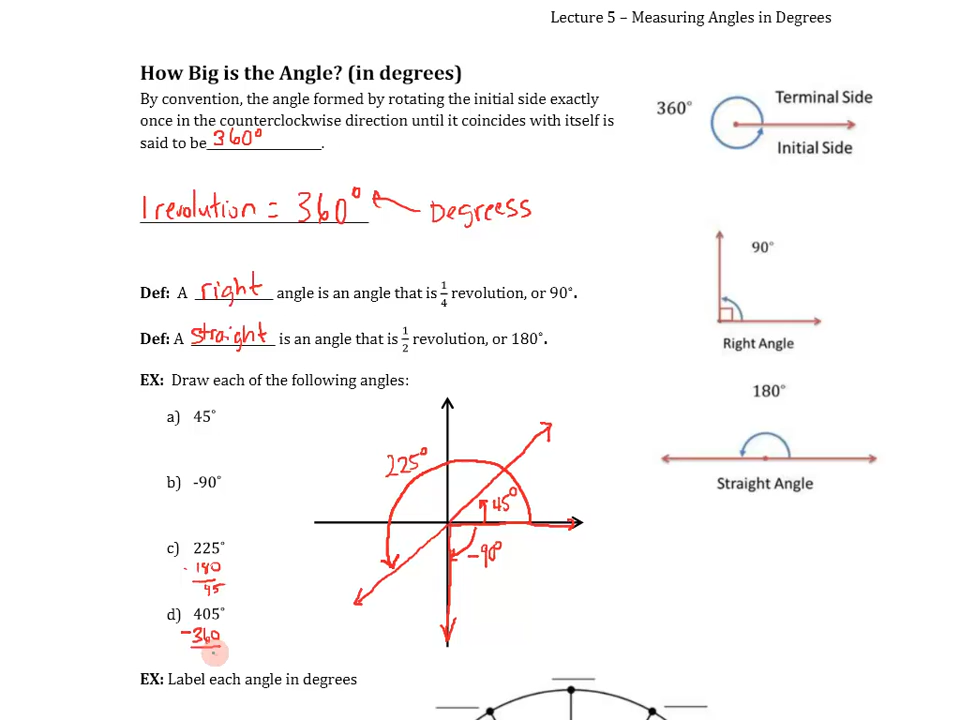 Lecture 5 – Measuring Angles in Degrees
How Big is the Angle? (in degrees)
By convention, the angle formed by rotating the initial side exactly
once in the counterclockwise direction until it coincides with itself is
said to be 360°.
360°
Terminal Side
Initial Side
1 revolution = 360° Degreess
90°
Right Angle
Def: A right angle is an angle that is 1/4 revolution, or 90°.
Def: A straight is an angle that is 1/2 revolution, or 180°.
180°
Straight Angle
EX: Draw each of the following angles:
a) 45°
b) -90°
c) 225°
- 180
45
d) 405°
-360
225°
45°
-90°
EX: Label each angle in degrees